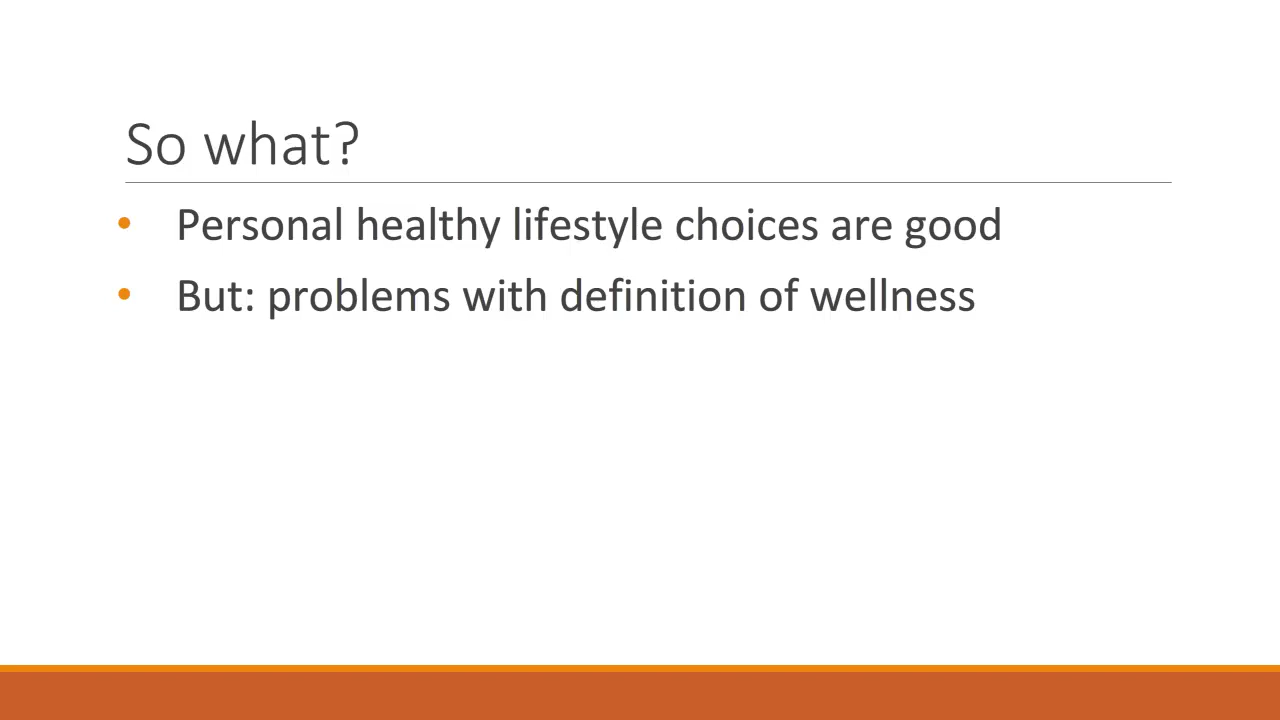 So what?
• Personal healthy lifestyle choices are good
• But: problems with definition of wellness